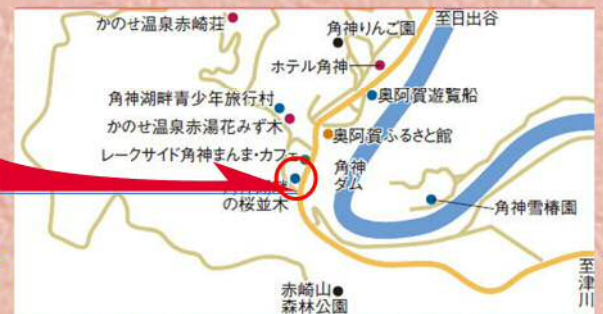 かのせ温泉赤崎荘
角神りんご園
至日出谷
ホテル角神
角神湖畔青少年旅行村
奥阿賀遊覧船
かのせ温泉赤湯花みず木
奥阿賀ふるさと館
レークサイド角神まんま・カフェ
角神
ダム
の桜並木
角神雪椿園
赤崎山
森林公園
至津川